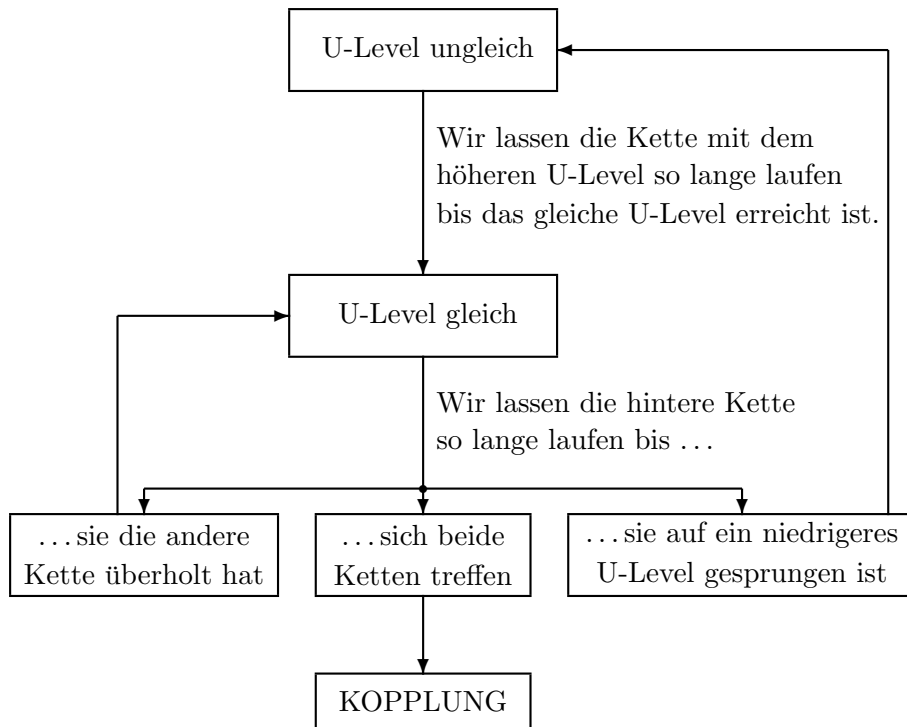 U-Level ungleich
Wir lassen die Kette mit dem
höheren U-Level so lange laufen
bis das gleiche U-Level erreicht ist.
U-Level gleich
Wir lassen die hintere Kette
so lange laufen bis ...
...sie die andere
Kette überholt hat
...sich beide
Ketten treffen
...sie auf ein niedrigeres
U-Level gesprungen ist
KOPPLUNG